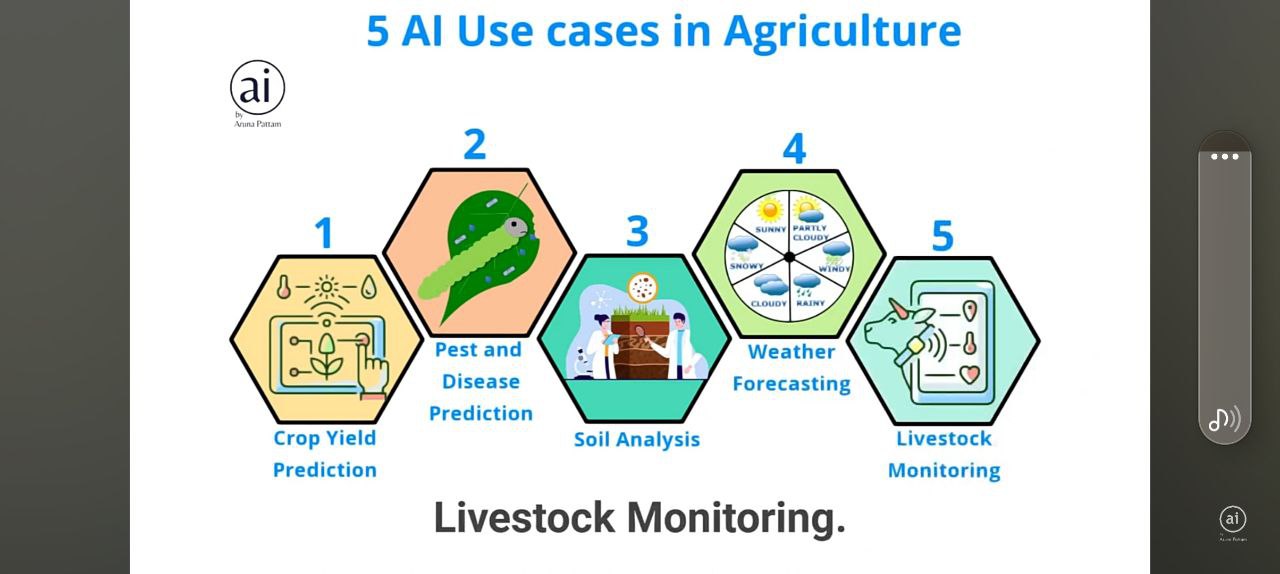 5 AI Use cases in Agriculture
ai
by
Aruna Pattam
1
2
3
4
5
SUNNY
PARTLY
CLOUDY
SNOWY
WINDY
CLOUDY
RAINY
Crop Yield
Prediction
Pest and
Disease
Prediction
Soil Analysis
Weather
Forecasting
Livestock
Monitoring
Livestock Monitoring.
ai
by
Aruna Pattam